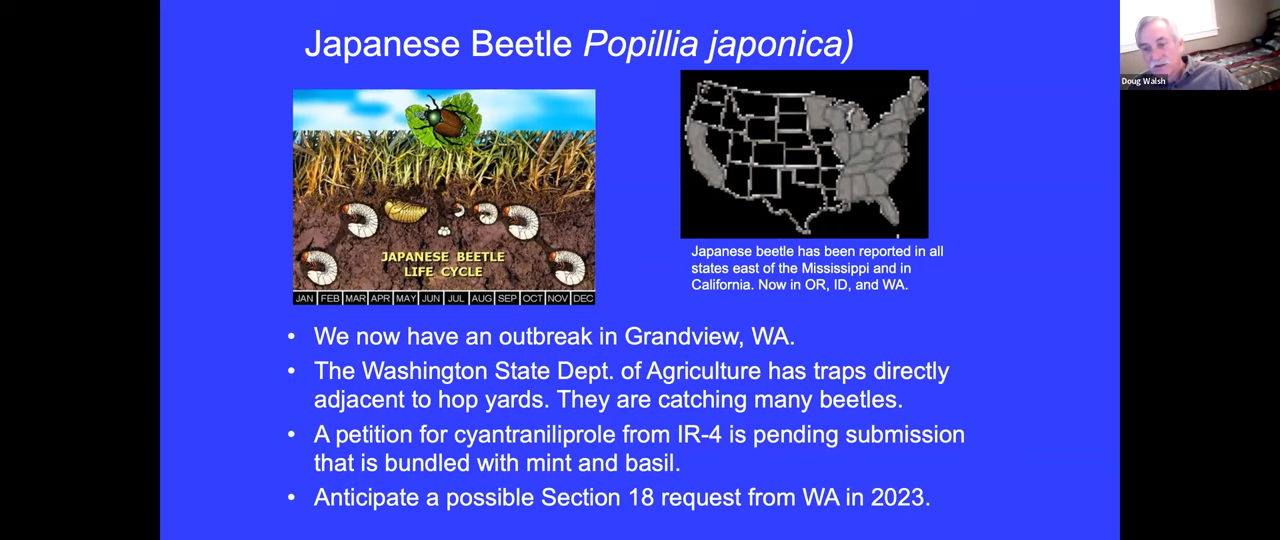 Japanese Beetle Popillia japonica)
Doug Walsh
JAPANESE BEETLE
LIFE CYCLE
JAN FEB MAR APR MAY JUN JUL AUG SEP OCT NOV DEC
Japanese beetle has been reported in all
states east of the Mississippi and in
California. Now in OR, ID, and WA.
• We now have an outbreak in Grandview, WA.
• The Washington State Dept. of Agriculture has traps directly
adjacent to hop yards. They are catching many beetles.
• A petition for cyantraniliprole from IR-4 is pending submission
that is bundled with mint and basil.
• Anticipate a possible Section 18 request from WA in 2023.